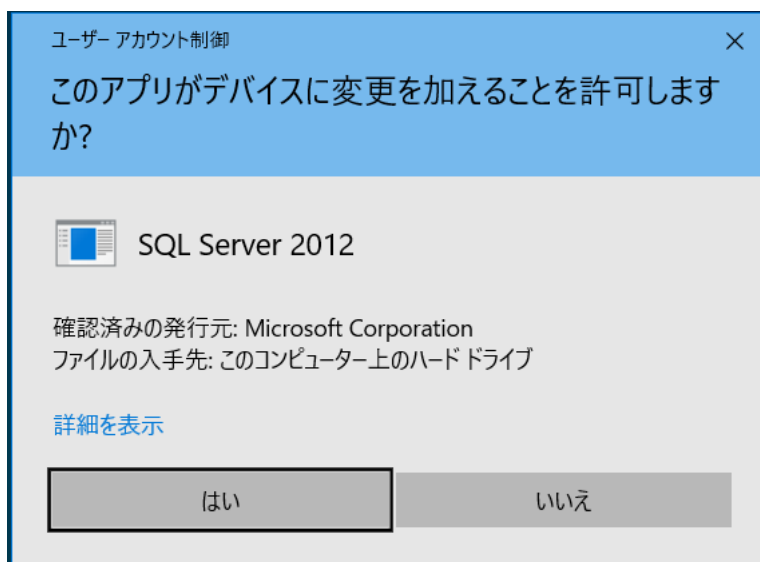 ユーザー アカウント制御
このアプリがデバイスに変更を加えることを許可します
か?
SQL Server 2012
確認済みの発行元: Microsoft Corporation
ファイルの入手先: このコンピューター上のハード ドライブ
詳細を表示
はい
いいえ